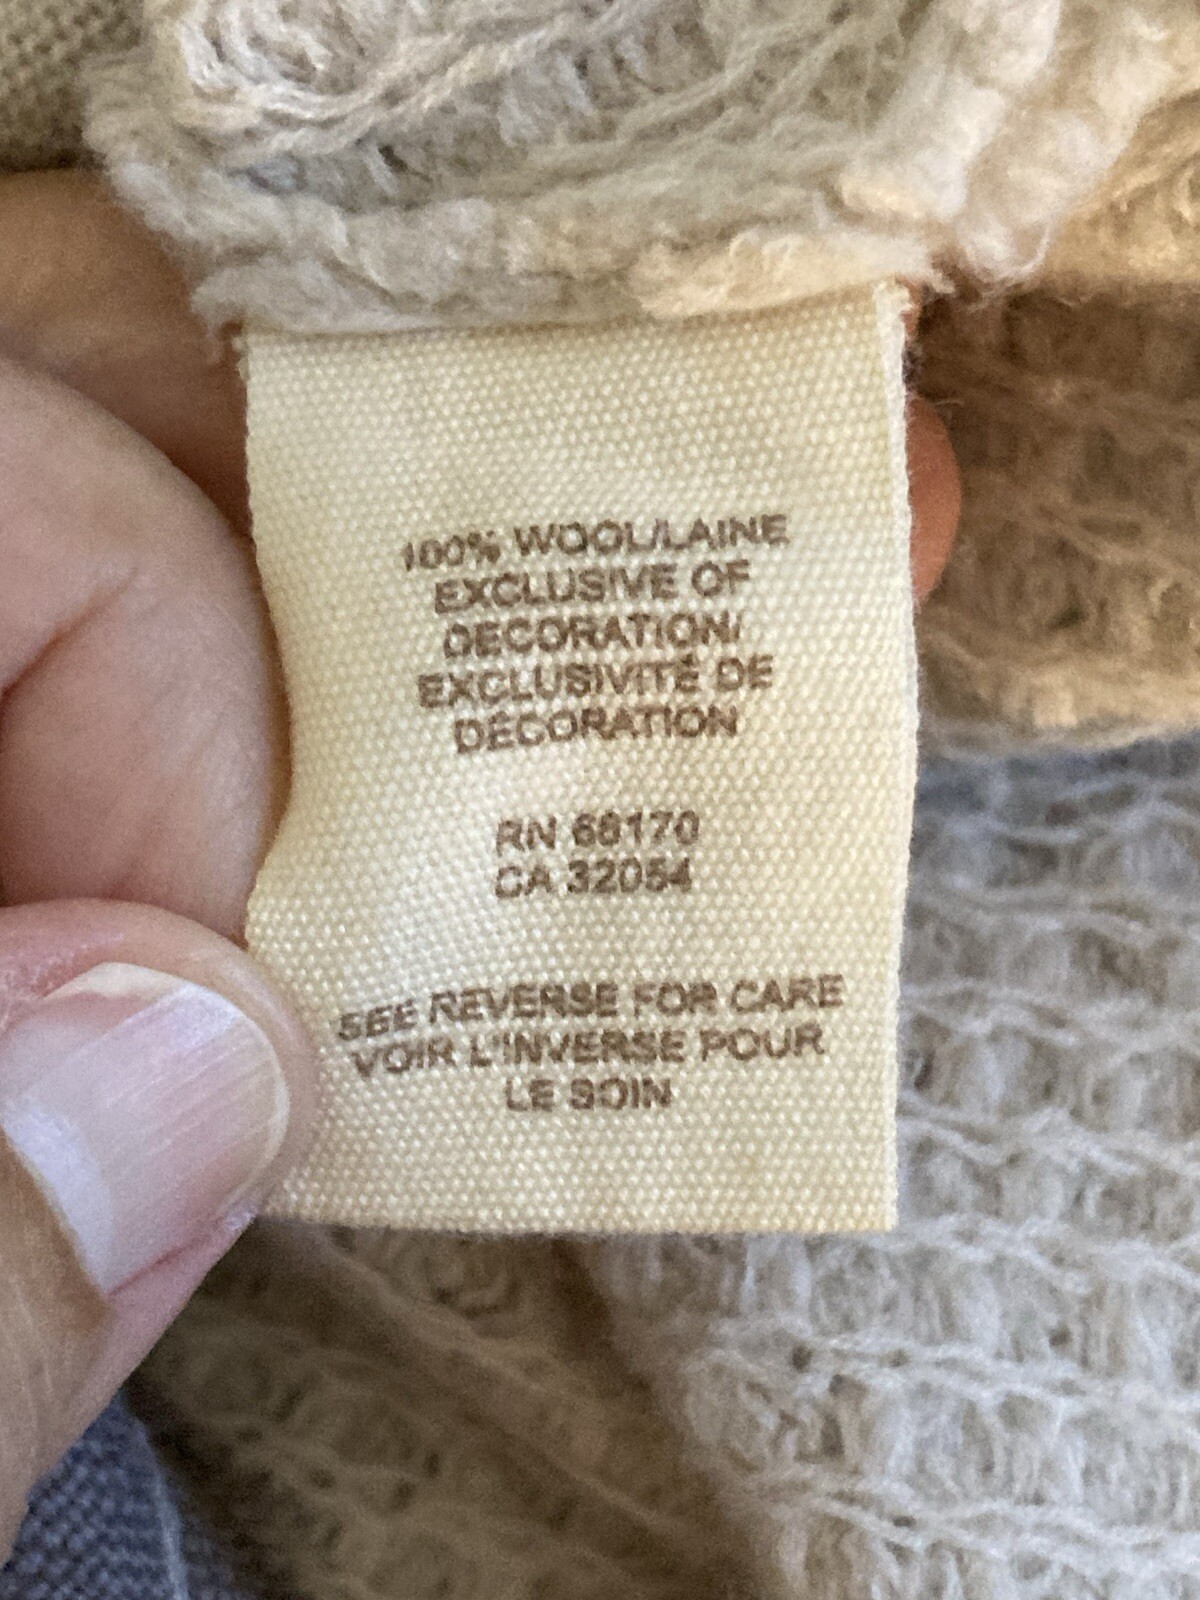 100% WOOL/LAINE
EXCLUSIVE OF
DECORATION/
EXCLUSIVITÉ DE
DÉCORATION
RN 68170
CA 32054
SEE REVERSE FOR CARE
VOIR L'INVERSE POUR
LE SOIN